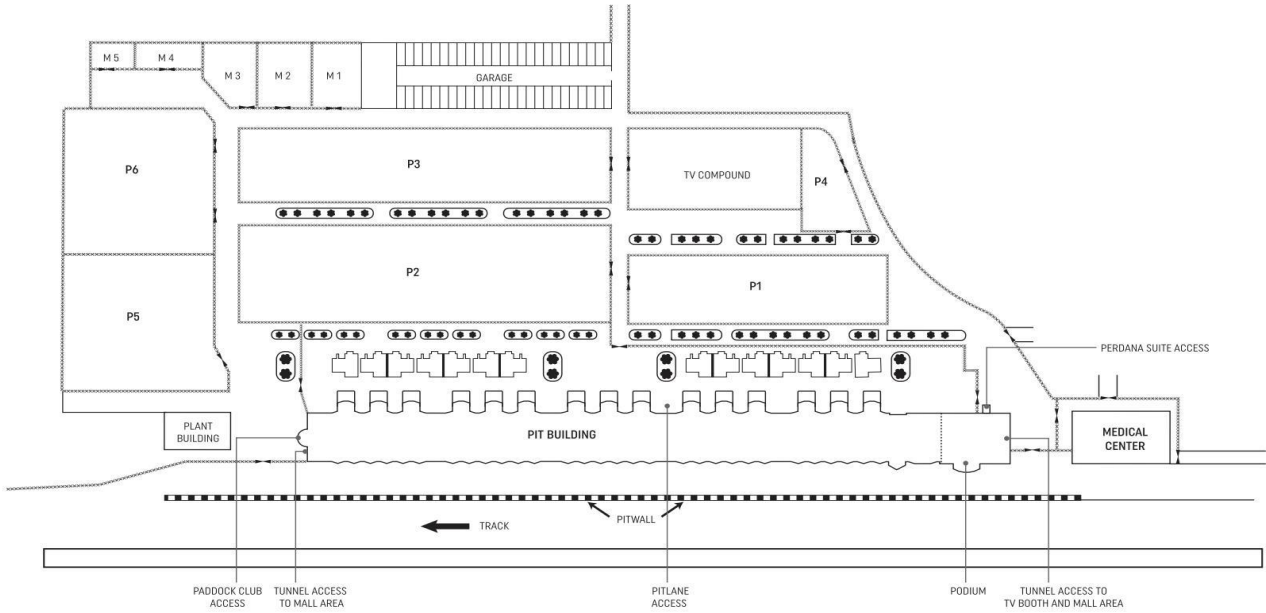 M 5
M 4
M 3
M 2
M 1
GARAGE
P6
P3
TV COMPOUND
P4
P2
P1
P5
PERDANA SUITE ACCESS
PLANT
BUILDING
PIT BUILDING
MEDICAL
CENTER
PITWALL
TRACK
PADDOCK CLUB
ACCESS
TUNNEL ACCESS
TO MALL AREA
PITLANE
ACCESS
PODIUM
TUNNEL ACCESS TO
TV BOOTH AND MALL AREA